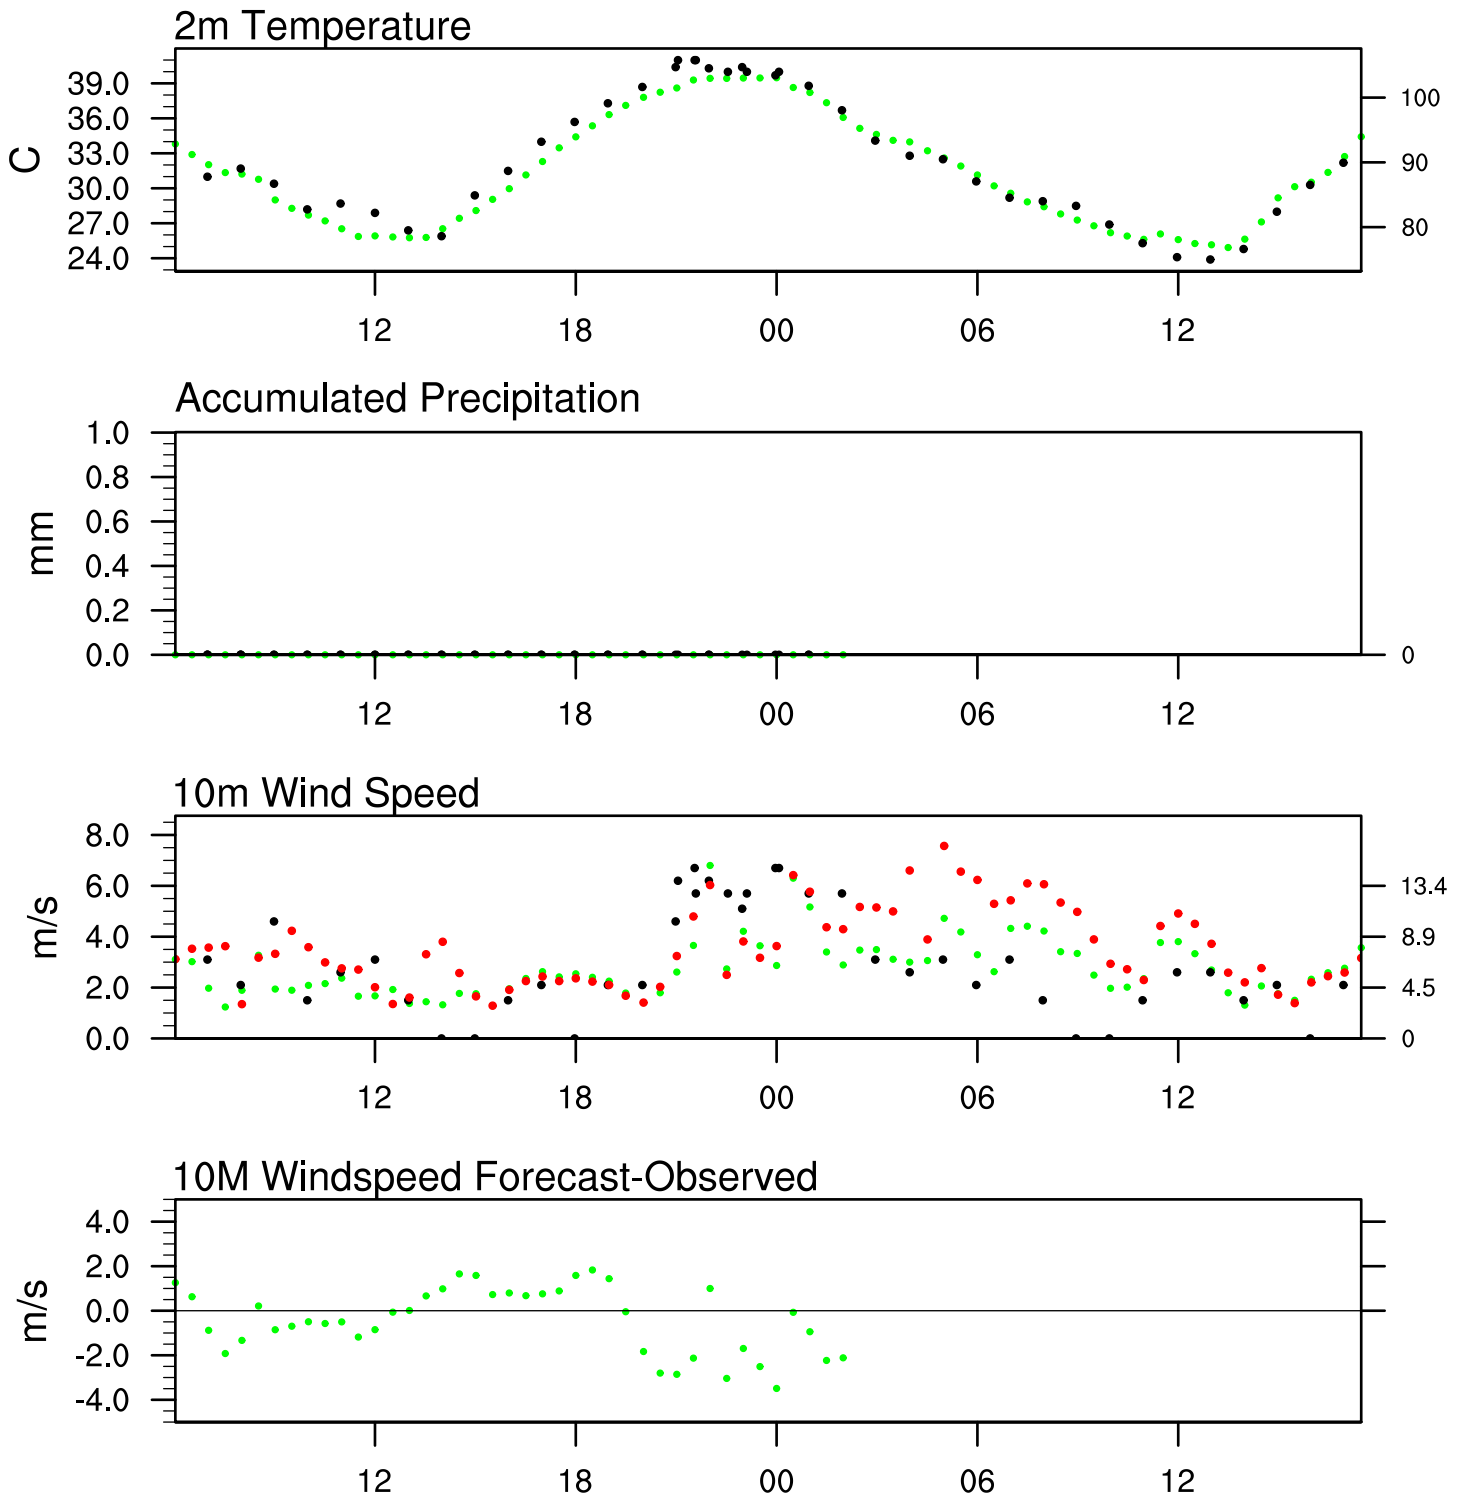 2m Temperature
C
39.0
36.0
33.0
30.0
27.0
24.0
100
90
80
12 18 00 06 12
Accumulated Precipitation
mm
1.0
0.8
0.6
0.4
0.2
0.0
0
12 18 00 06 12
10m Wind Speed
m/s
8.0
6.0
4.0
2.0
0.0
13.4
8.9
4.5
0
12 18 00 06 12
10M Windspeed Forecast-Observed
m/s
4.0
2.0
0.0
-2.0
-4.0
12 18 00 06 12